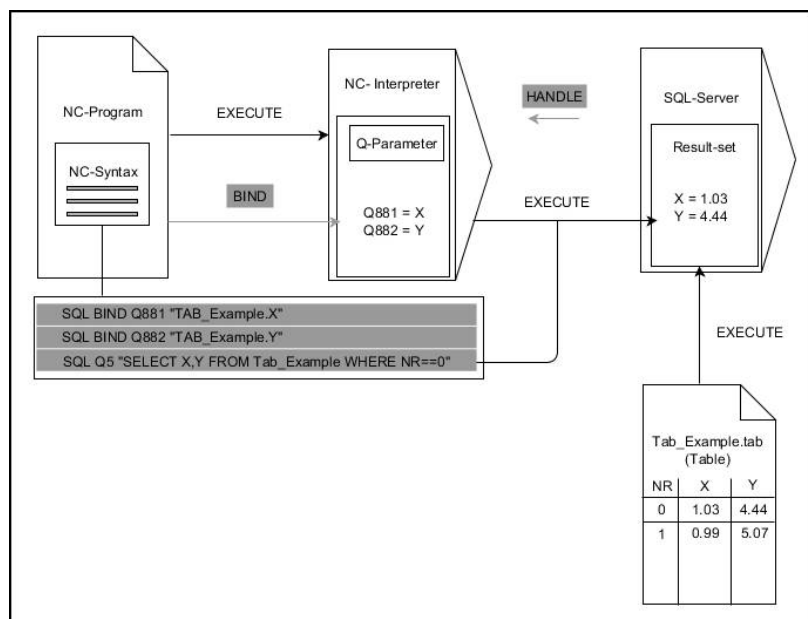 NC-Program
NC-Syntax
EXECUTE
BIND
NC- Interpreter
Q-Parameter
Q881 = X
Q882 = Y
HANDLE
EXECUTE
SQL-Server
Result-set
X = 1.03
Y = 4.44
SQL BIND Q881 "TAB_Example.X"
SQL BIND Q882 "TAB_Example.Y"
SQL Q5 "SELECT X,Y FROM Tab_Example WHERE NR==0"
EXECUTE
Tab_Example.tab
(Table)
NR X Y
0 1.03 4.44
1 0.99 5.07